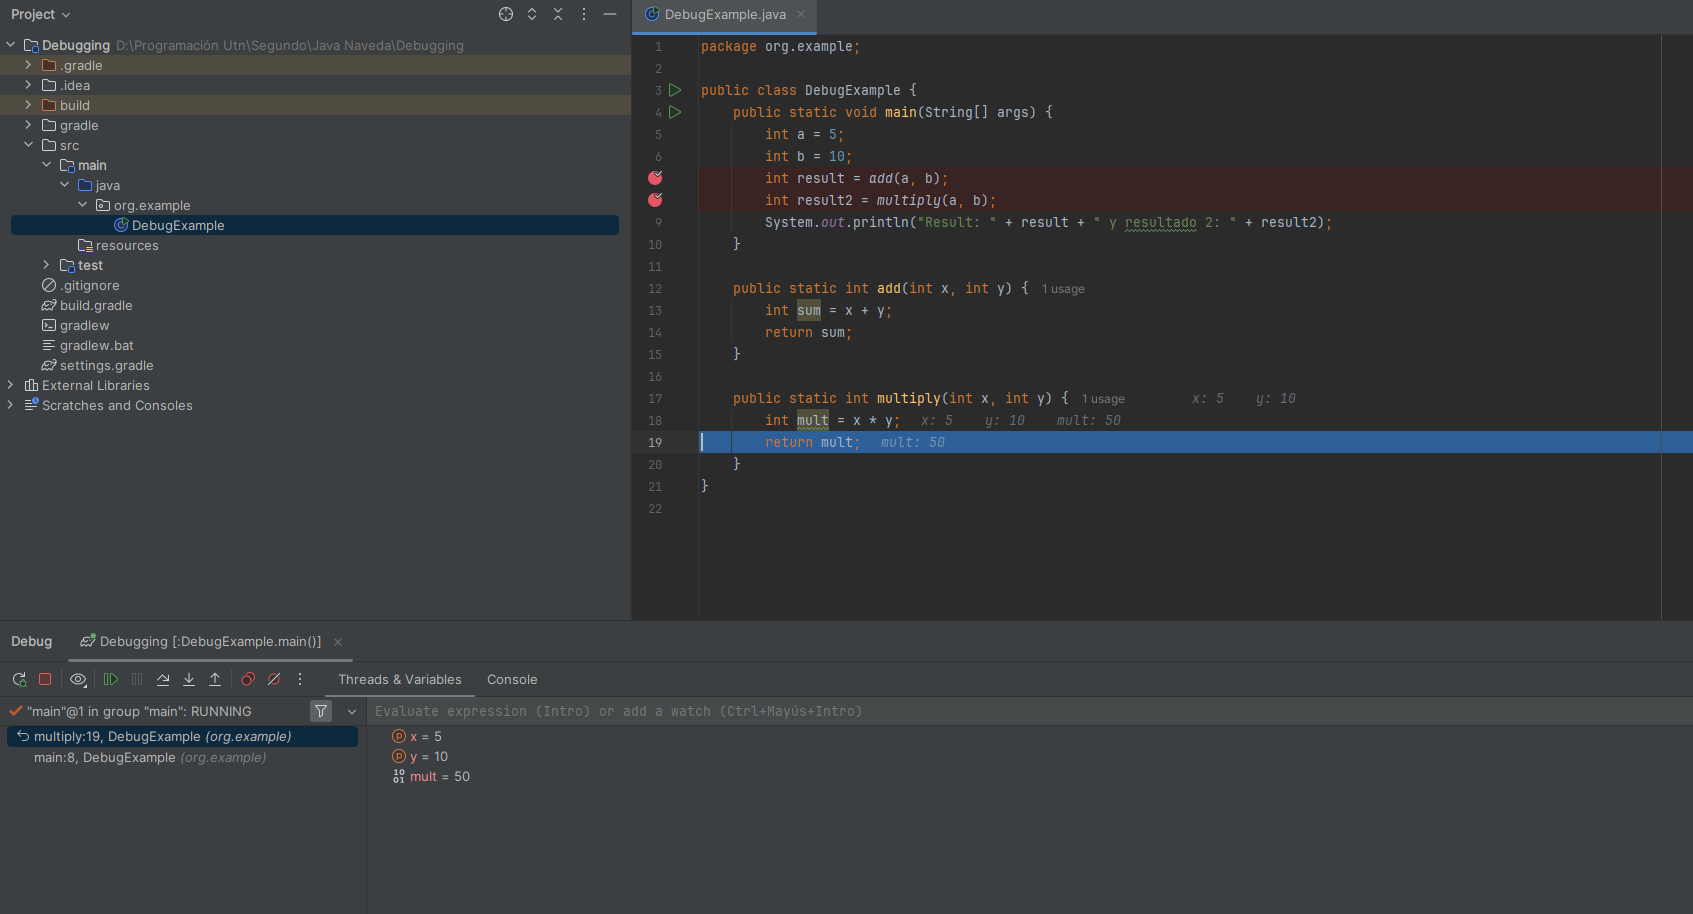 Project
Debugging D:\Programación Utn\Segundo\Java Naveda\Debugging
.gradle
.idea
build
gradle
src
main
java
org.example
DebugExample
resources
test
.gitignore
build.gradle
gradlew
gradlew.bat
settings.gradle
External Libraries
Scratches and Consoles
DebugExample.java
1 package org.example;
2
3 public class DebugExample {
4 public static void main(String[] args) {
5 int a = 5;
6 int b = 10;
int result = add(a, b);
int result2 = multiply(a, b);
9 System.out.println("Result: " + result + " y resultado 2: " + result2);
10 }
11
12 public static int add(int x, int y) { 1 usage
13 int sum = x + y;
14 return sum;
15 }
16
17 public static int multiply(int x, int y) { 1 usage x: 5 y: 10
18 int mult = x * y; x: 5 y: 10 mult: 50
19 return mult; mult: 50
20 }
21 }
22
Debug Debugging [:DebugExample.main()]
Threads & Variables Console
"main"@1 in group "main": RUNNING
multiply:19, DebugExample (org.example)
main:8, DebugExample (org.example)
Evaluate expression (Intro) or add a watch (Ctrl+Mayús+Intro)
x = 5
y = 10
mult = 50